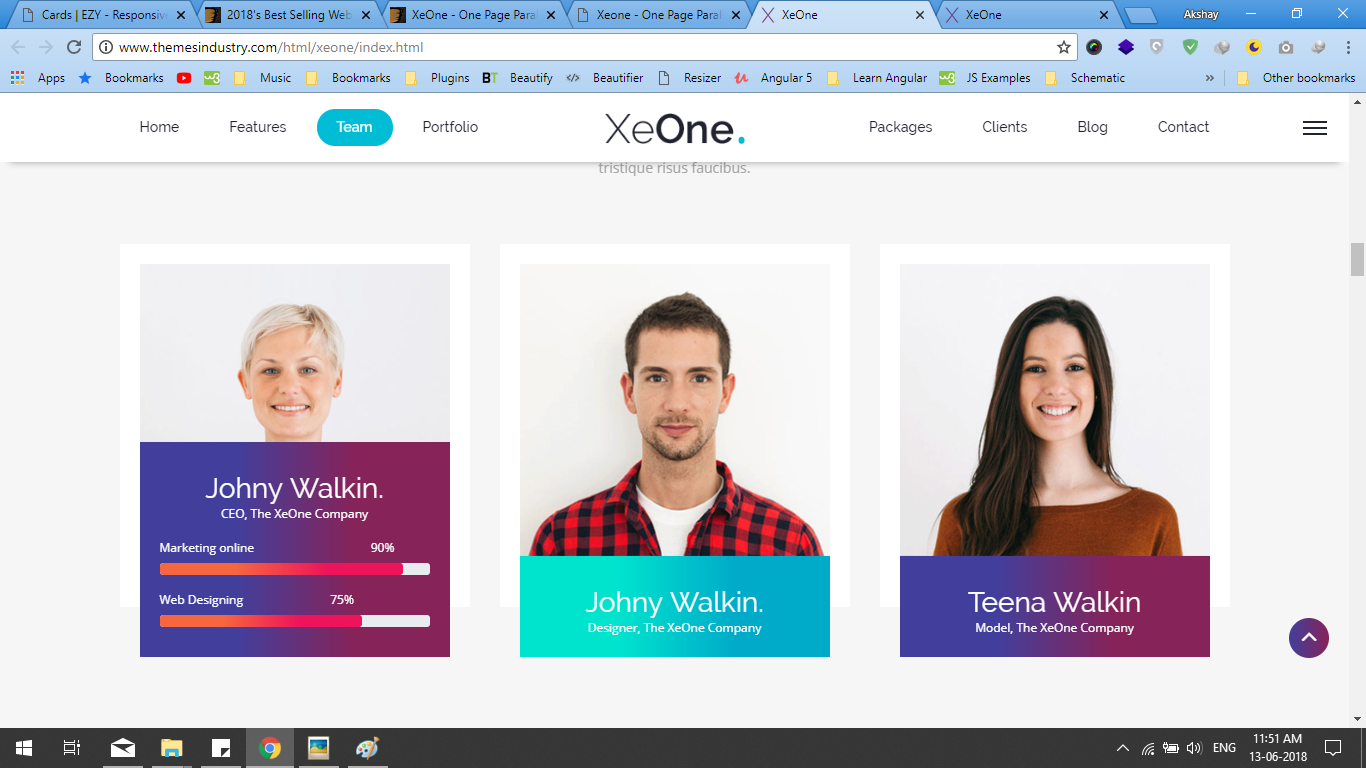 Cards | EZY - Responsiv
2018's Best Selling Web
XeOne - One Page Paral
Xeone - One Page Paral
XeOne
XeOne
Akshay
www.themesindustry.com/html/xeone/index.html
Apps
Bookmarks
Music
Bookmarks
Plugins
BT
Beautify
Beautifier
Resizer
Angular 5
Learn Angular
JS Examples
Schematic
»
Other bookmarks
Home
Features
Team
Portfolio
XeOne.
Packages
Clients
Blog
Contact
tristique risus faucibus.
Johny Walkin.
CEO, The XeOne Company
Marketing online 90%
Web Designing 75%
Johny Walkin.
Designer, The XeOne Company
Teena Walkin
Model, The XeOne Company
ENG
11:51 AM
13-06-2018